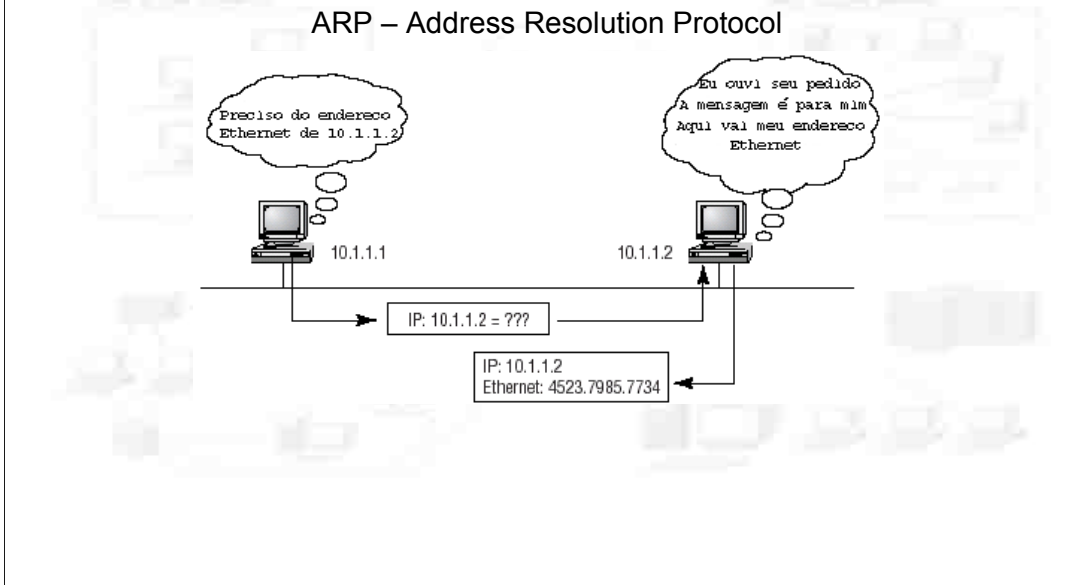 ARP – Address Resolution Protocol
Preciso do endereco
Ethernet de 10.1.1.2
Eu ouvi seu pedido
A mensagem é para mim
Aqui vai meu endereco
Ethernet
10.1.1.1
10.1.1.2
IP: 10.1.1.2 = ???
IP: 10.1.1.2
Ethernet: 4523.7985.7734